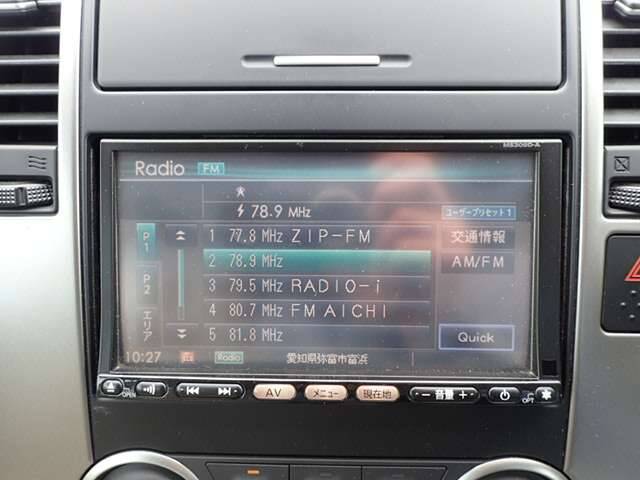 MS309D-A
Radio FM
78.9 MHz
ユーザープリセット1
P1
P2
エリア
1 77.8 MHz ZIP-FM
2 78.9 MHz
3 79.5 MHz RADIO-i
4 80.7 MHz FM AICHI
5 81.8 MHz
交通情報
AM/FM
Quick
10:27
Radio
愛知県弥富市富浜
OPEN
AV
メニュー
現在地
− 音量 +
OPT